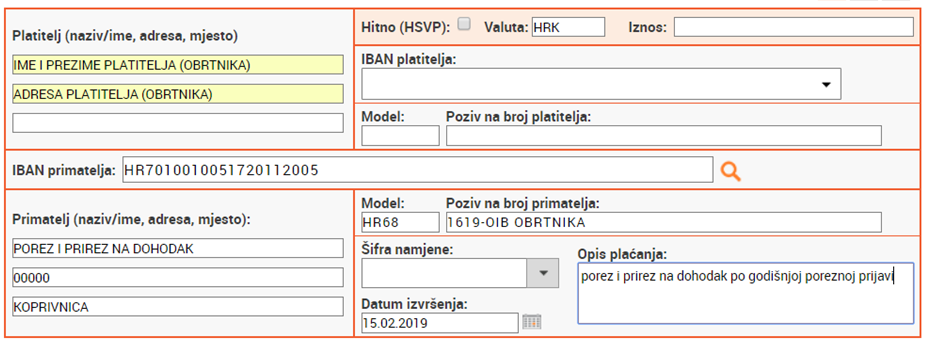 Platitelj (naziv/ime, adresa, mjesto)
IME I PREZIME PLATITELJA (OBRTNIKA)
ADRESA PLATITELJA (OBRTNIKA)
Hitno (HSVP): Valuta: HRK Iznos:
IBAN platitelja:
Model: Poziv na broj platitelja:
IBAN primatelja: HR7010010051720112005
Primatelj (naziv/ime, adresa, mjesto):
POREZ I PRIREZ NA DOHODAK
00000
KOPRIVNICA
Model: Poziv na broj primatelja:
HR68 1619-OIB OBRTNIKA
Šifra namjene: Opis plaćanja:
porez i prirez na dohodak po godišnjoj poreznoj prijavi
Datum izvršenja:
15.02.2019